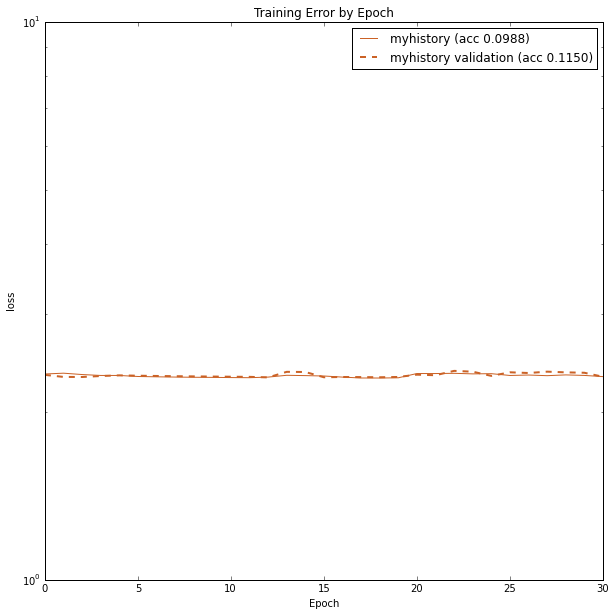 Training Error by Epoch
10¹
myhistory (acc 0.0988)
myhistory validation (acc 0.1150)
loss
10⁰
0 5 10 15 20 25 30
Epoch